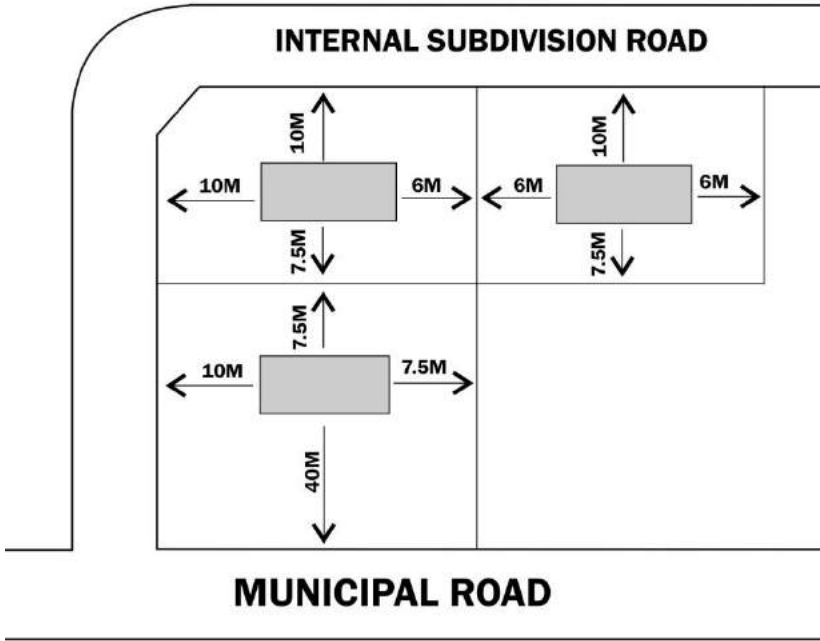 INTERNAL SUBDIVISION ROAD
10M
10M
6M
7.5M
10M
6M
6M
7.5M
7.5M
10M
7.5M
40M
MUNICIPAL ROAD